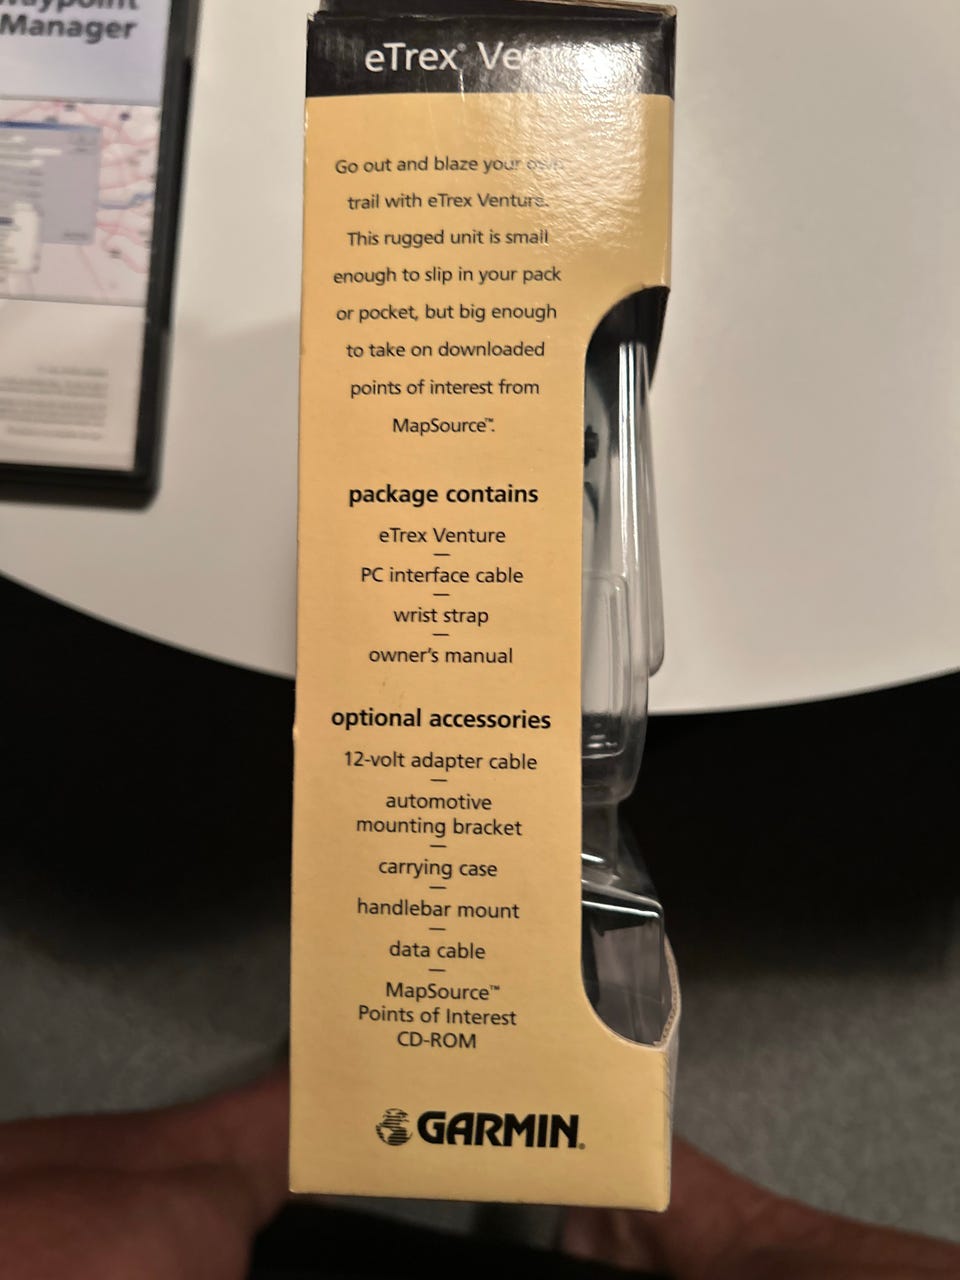 Waypoint
Manager
eTrex® Ve
Go out and blaze your own
trail with eTrex Venture.
This rugged unit is small
enough to slip in your pack
or pocket, but big enough
to take on downloaded
points of interest from
MapSource™.
package contains
eTrex Venture
—
PC interface cable
—
wrist strap
—
owner's manual
optional accessories
12-volt adapter cable
—
automotive
mounting bracket
—
carrying case
—
handlebar mount
—
data cable
—
MapSource™
Points of Interest
CD-ROM
GARMIN®